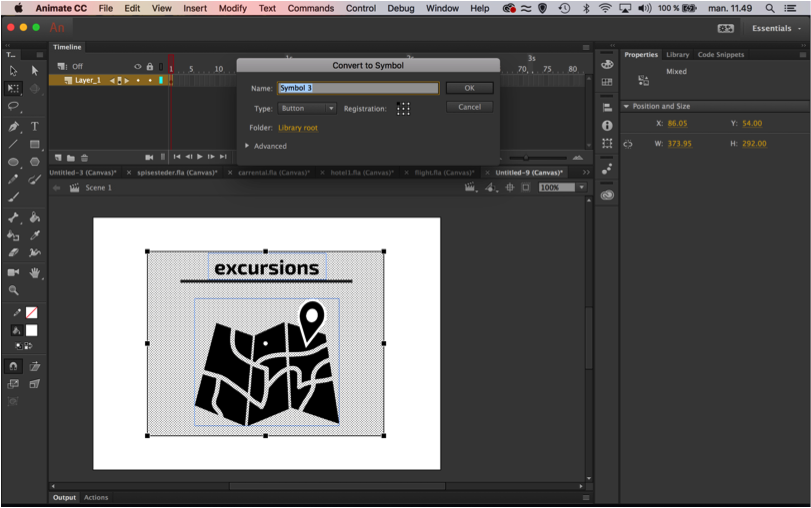 Animate CC File Edit View Insert Modify Text Commands Control Debug Window Help 100 % man. 11.49
An Essentials
T... Timeline
Off 1s 2s 3s
Layer_1 1 5 10 70 75 80
Convert to Symbol
Name: Symbol 3 OK
Type: Button Registration: Cancel
Folder: Library root
Advanced
Properties Library Code Snippets
Mixed
Position and Size
X: 86.05 Y: 54.00
W: 373.95 H: 292.00
Untitled-3 (Canvas)* spisesteder.fla (Canvas)* carrental.fla (Canvas)* hotel1.fla (Canvas)* flight.fla (Canvas)* Untitled-9 (Canvas)*
Scene 1 100%
excursions
Output Actions